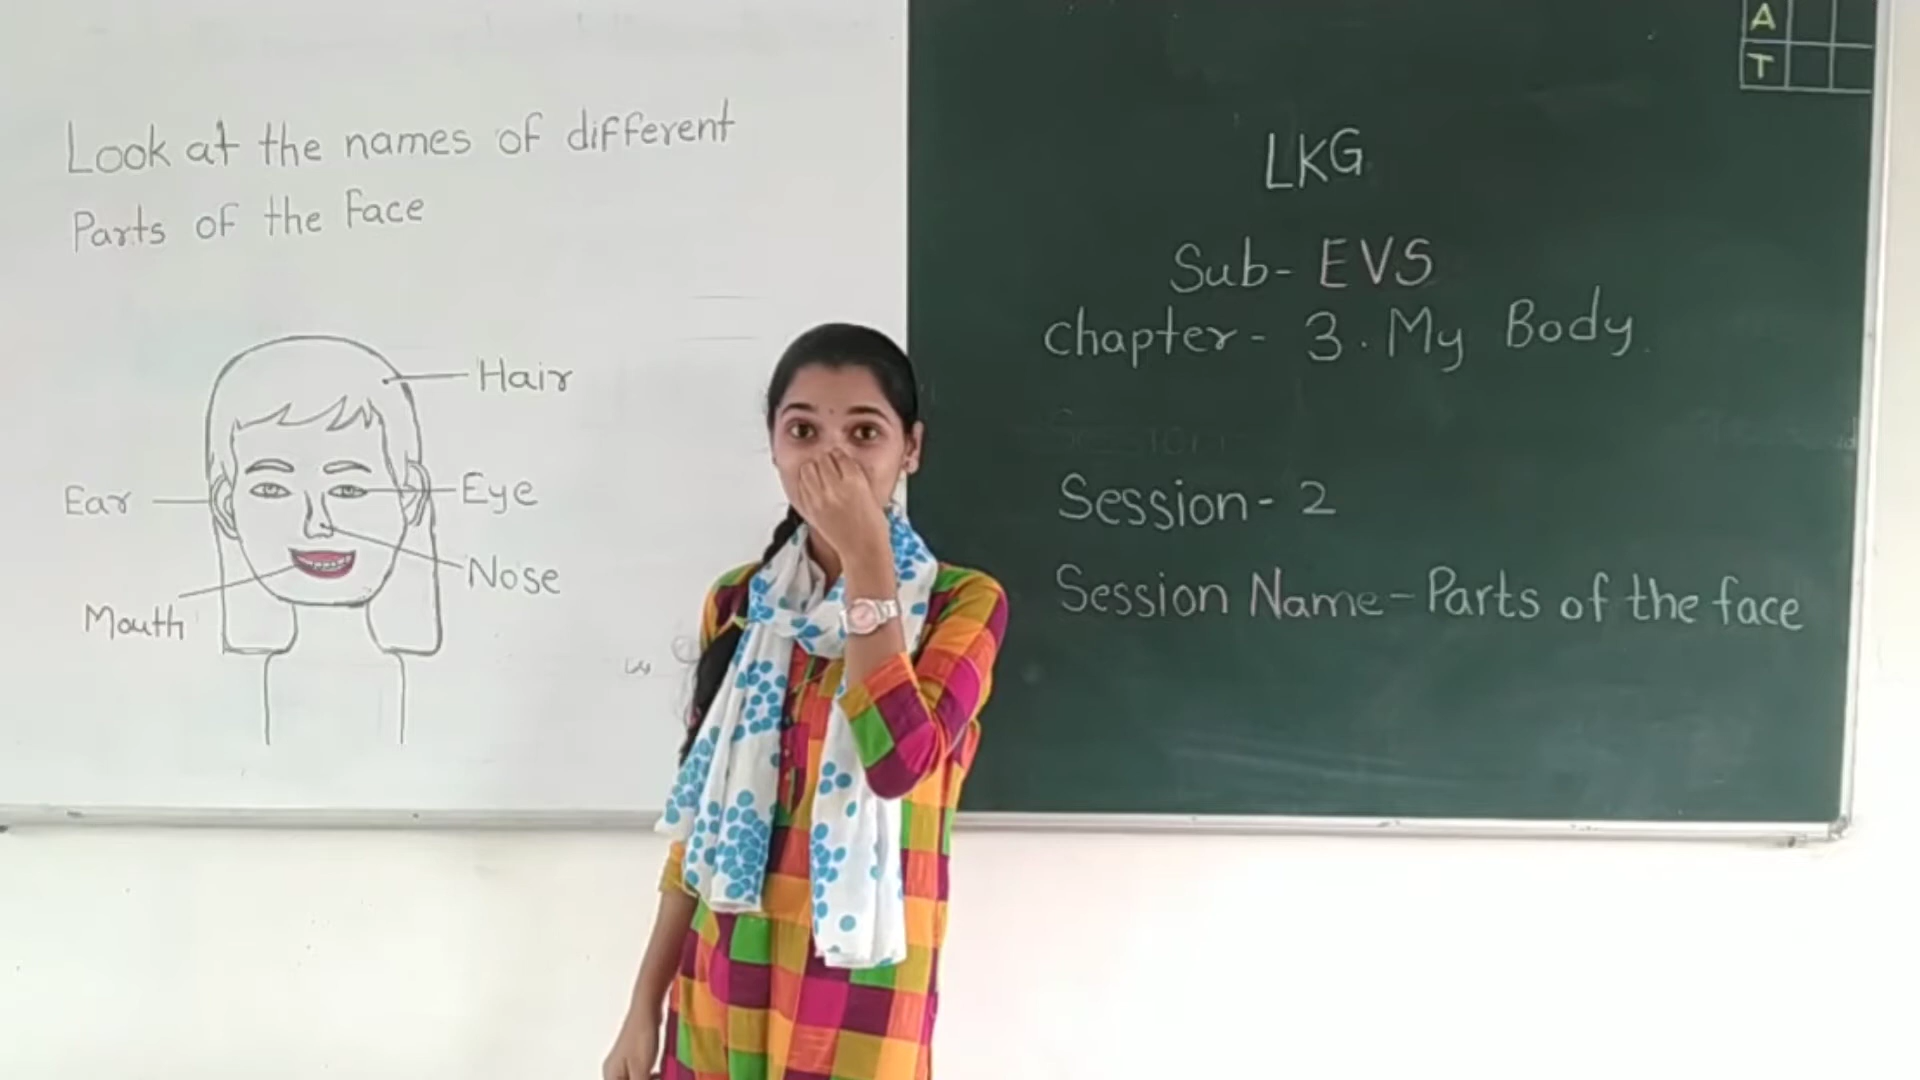 Look at the names of different
Parts of the Face
Hair
Ear
Eye
Nose
Mouth
A
T
LKG
Sub- EVS
Chapter- 3. My Body
Session
Session- 2
Session Name- Parts of the face